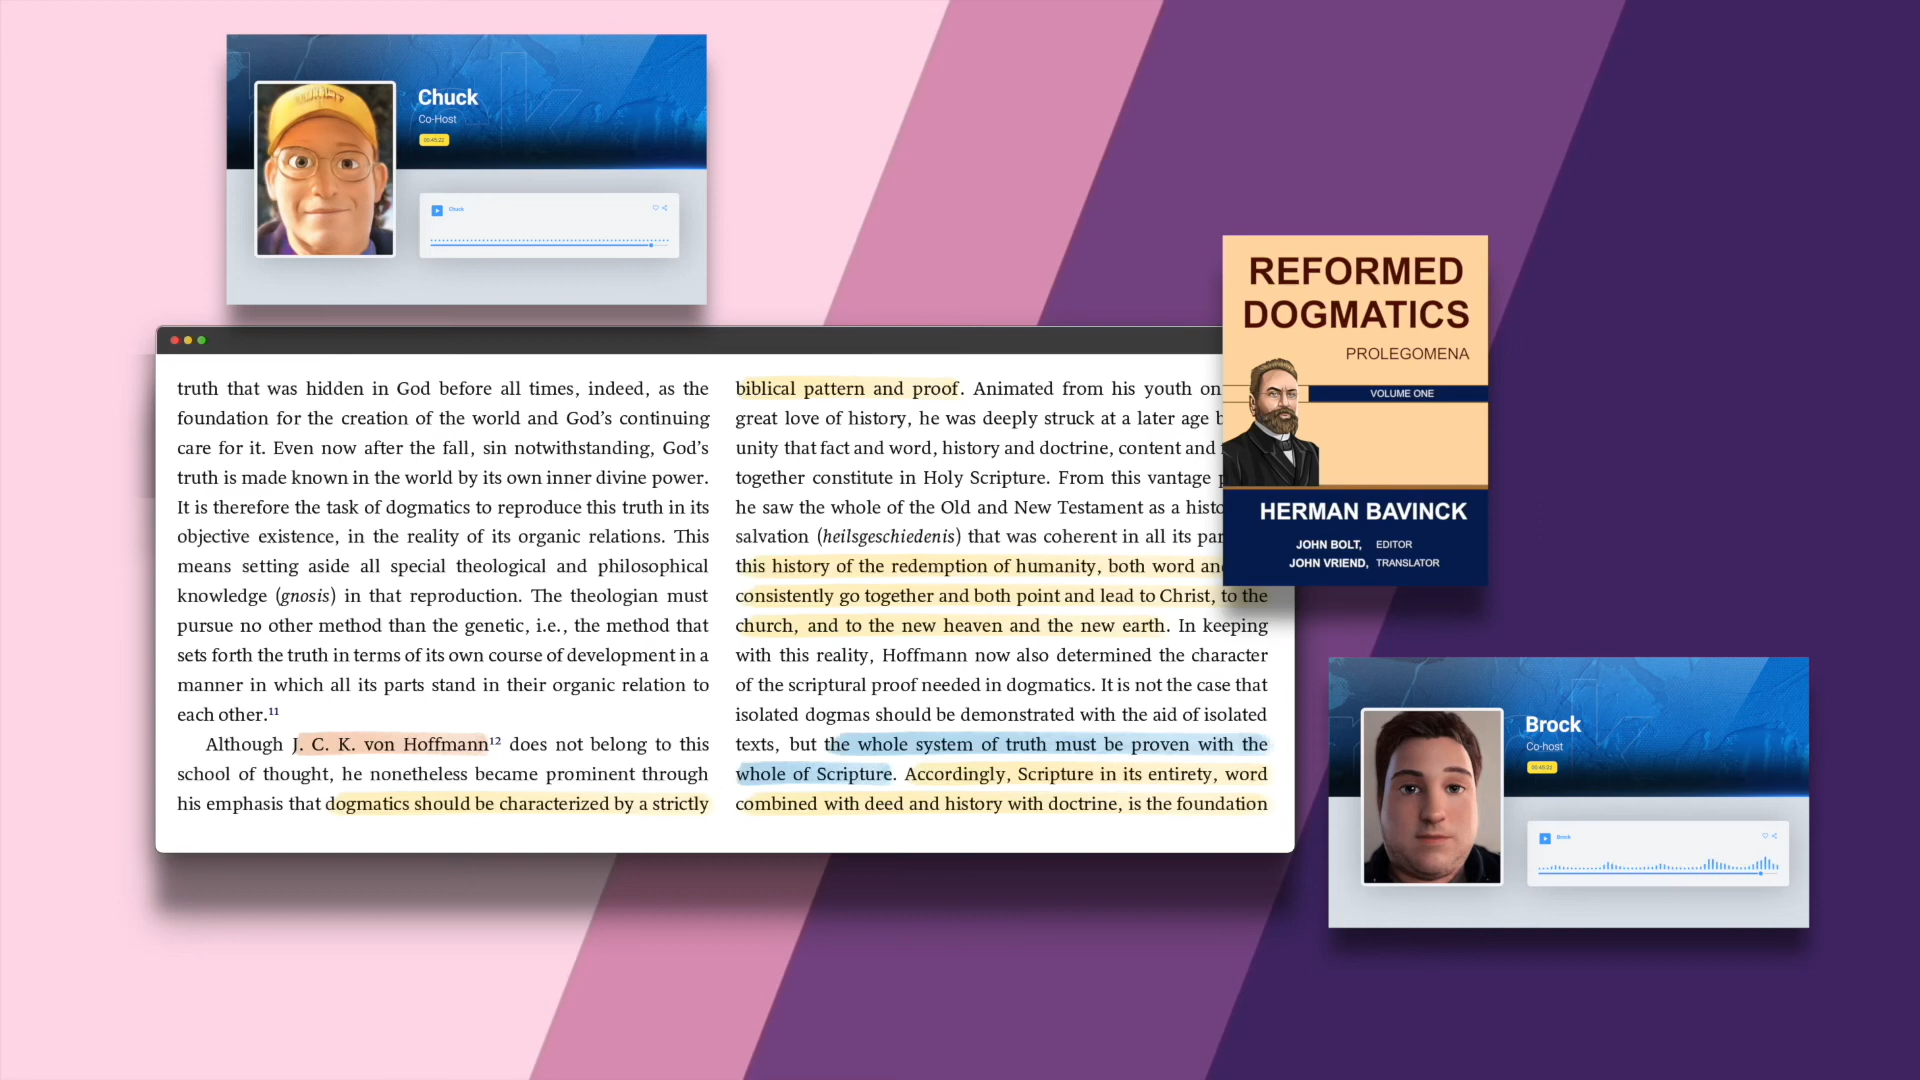 Chuck
Co-Host
00:45:22
Chuck
truth that was hidden in God before all times, indeed, as the
foundation for the creation of the world and God’s continuing
care for it. Even now after the fall, sin notwithstanding, God’s
truth is made known in the world by its own inner divine power.
It is therefore the task of dogmatics to reproduce this truth in its
objective existence, in the reality of its organic relations. This
means setting aside all special theological and philosophical
knowledge (gnosis) in that reproduction. The theologian must
pursue no other method than the genetic, i.e., the method that
sets forth the truth in terms of its own course of development in a
manner in which all its parts stand in their organic relation to
each other.¹¹
Although J. C. K. von Hoffmann¹² does not belong to this
school of thought, he nonetheless became prominent through
his emphasis that dogmatics should be characterized by a strictly
biblical pattern and proof. Animated from his youth on
great love of history, he was deeply struck at a later age
unity that fact and word, history and doctrine, content and
together constitute in Holy Scripture. From this vantage
he saw the whole of the Old and New Testament as a
salvation (heilsgeschiedenis) that was coherent in all its
this history of the redemption of humanity, both word
consistently go together and both point and lead to Christ, to the
church, and to the new heaven and the new earth. In keeping
with this reality, Hoffmann now also determined the character
of the scriptural proof needed in dogmatics. It is not the case that
isolated dogmas should be demonstrated with the aid of isolated
texts, but the whole system of truth must be proven with the
whole of Scripture. Accordingly, Scripture in its entirety, word
combined with deed and history with doctrine, is the foundation
REFORMED
DOGMATICS
PROLEGOMENA
VOLUME ONE
HERMAN BAVINCK
JOHN BOLT, EDITOR
JOHN VRIEND, TRANSLATOR
Brock
Co-host
00:45:22
Brock